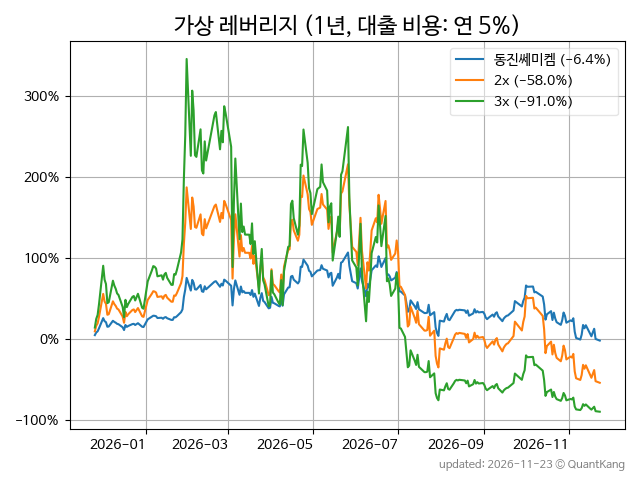 가상 레버리지 (1년, 대출 비용: 연 5%)
동진쎄미켐 (−6.4%)
2x (−58.0%)
3x (−91.0%)
300%
200%
100%
0%
−100%
2026-01 2026-03 2026-05 2026-07 2026-09 2026-11
updated: 2026-11-23 © QuantKang